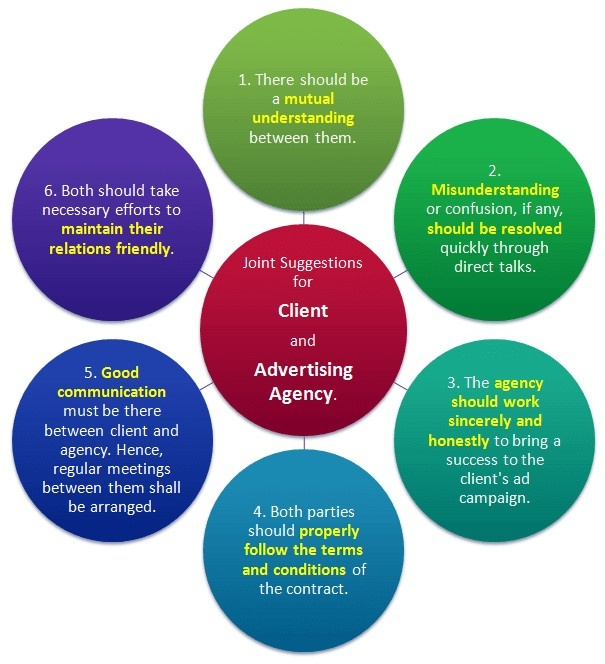 1. There should be
a mutual
understanding
between them.
2.
Misunderstanding
or confusion, if any,
should be resolved
quickly through
direct talks.
3. The agency
should work
sincerely and
honestly to bring a
success to the
client's ad
campaign.
4. Both parties
should properly
follow the terms
and conditions of
the contract.
5. Good
communication
must be there
between client and
agency. Hence,
regular meetings
between them shall
be arranged.
6. Both should take
necessary efforts to
maintain their
relations friendly.
Joint Suggestions
for
Client
and
Advertising
Agency.